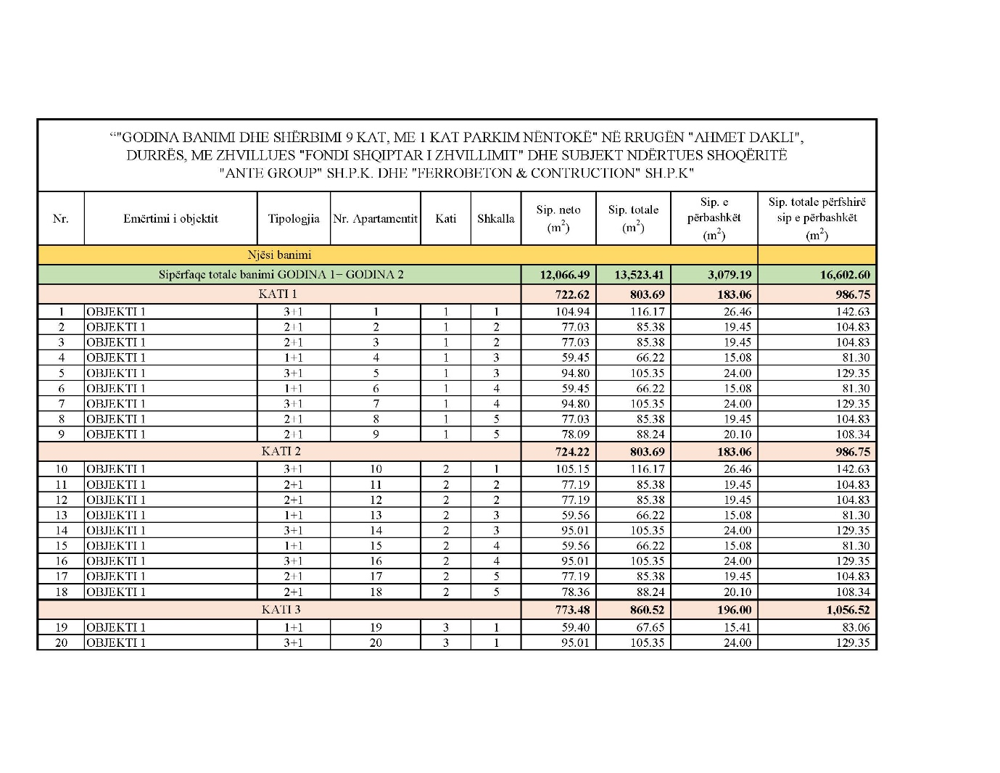 “"GODINA BANIMI DHE SHËRBIMI 9 KAT, ME 1 KAT PARKIM NËNTOKË" NË RRUGËN "AHMET DAKLI",
DURRËS, ME ZHVILLUES "FONDI SHQIPTAR I ZHVILLIMIT" DHE SUBJEKT NDËRTUES SHOQËRITË
"ANTE GROUP" SH.P.K. DHE "FERROBETON & CONTRUCTION" SH.P.K"
Nr. Emërtimi i objektit Tipologjia Nr. Apartamentit Kati Shkalla Sip. neto (m²) Sip. totale (m²) Sip. e përbashkët (m²) Sip. totale përfshirë sip e përbashkët (m²)
Njësi banimi
Sipërfaqe totale banimi GODINA 1+ GODINA 2 12,066.49 13,523.41 3,079.19 16,602.60
KATI 1 722.62 803.69 183.06 986.75
1 OBJEKTI 1 3+1 1 1 1 104.94 116.17 26.46 142.63
2 OBJEKTI 1 2+1 2 1 2 77.03 85.38 19.45 104.83
3 OBJEKTI 1 2+1 3 1 2 77.03 85.38 19.45 104.83
4 OBJEKTI 1 1+1 4 1 3 59.45 66.22 15.08 81.30
5 OBJEKTI 1 3+1 5 1 3 94.80 105.35 24.00 129.35
6 OBJEKTI 1 1+1 6 1 4 59.45 66.22 15.08 81.30
7 OBJEKTI 1 3+1 7 1 4 94.80 105.35 24.00 129.35
8 OBJEKTI 1 2+1 8 1 5 77.03 85.38 19.45 104.83
9 OBJEKTI 1 2+1 9 1 5 78.09 88.24 20.10 108.34
KATI 2 724.22 803.69 183.06 986.75
10 OBJEKTI 1 3+1 10 2 1 105.15 116.17 26.46 142.63
11 OBJEKTI 1 2+1 11 2 2 77.19 85.38 19.45 104.83
12 OBJEKTI 1 2+1 12 2 2 77.19 85.38 19.45 104.83
13 OBJEKTI 1 1+1 13 2 3 59.56 66.22 15.08 81.30
14 OBJEKTI 1 3+1 14 2 3 95.01 105.35 24.00 129.35
15 OBJEKTI 1 1+1 15 2 4 59.56 66.22 15.08 81.30
16 OBJEKTI 1 3+1 16 2 4 95.01 105.35 24.00 129.35
17 OBJEKTI 1 2+1 17 2 5 77.19 85.38 19.45 104.83
18 OBJEKTI 1 2+1 18 2 5 78.36 88.24 20.10 108.34
KATI 3 773.48 860.52 196.00 1,056.52
19 OBJEKTI 1 1+1 19 3 1 59.40 67.65 15.41 83.06
20 OBJEKTI 1 3+1 20 3 1 95.01 105.35 24.00 129.35